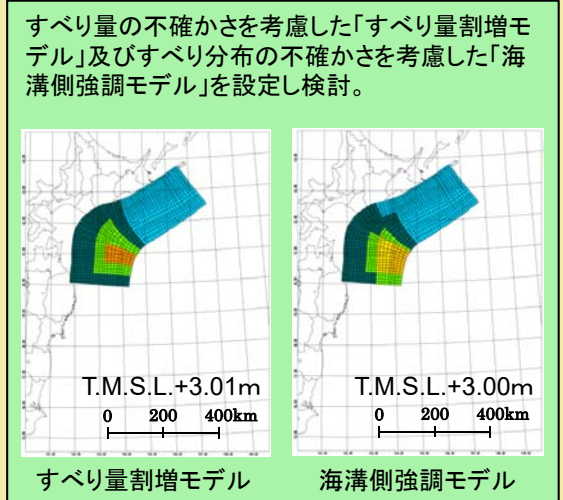 すべり量の不確かさを考慮した「すべり量割増モ
デル」及びすべり分布の不確かさを考慮した「海
溝側強調モデル」を設定し検討。
T.M.S.L.+3.01m
0 200 400km
すべり量割増モデル
T.M.S.L.+3.00m
0 200 400km
海溝側強調モデル